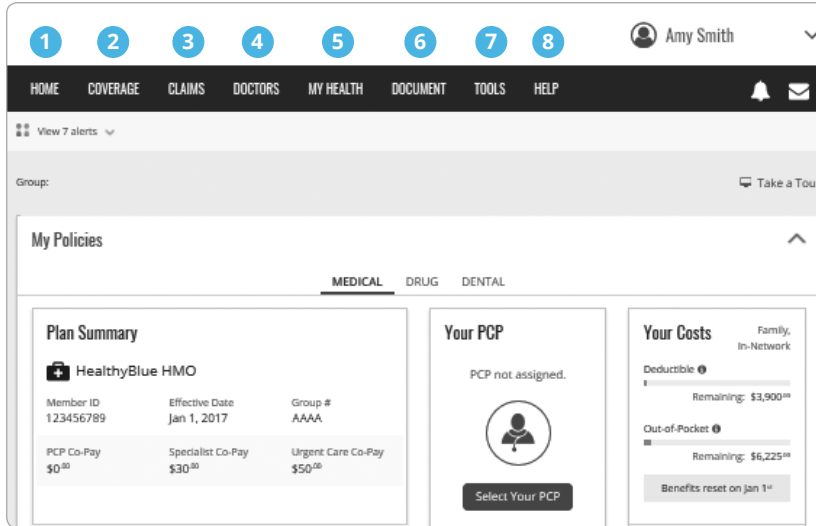 1 2 3 4 5 6 7 8
Amy Smith
HOME COVERAGE CLAIMS DOCTORS MY HEALTH DOCUMENT TOOLS HELP
View 7 alerts
Group:
Take a Tou
My Policies
MEDICAL DRUG DENTAL
Plan Summary
HealthyBlue HMO
Member ID Effective Date Group #
123456789 Jan 1, 2017 AAAA
PCP Co-Pay Specialist Co-Pay Urgent Care Co-Pay
$0.00 $30.00 $50.00
Your PCP
PCP not assigned.
Select Your PCP
Your Costs
Family,
In-Network
Deductible
Remaining: $3,900.00
Out-of-Pocket
Remaining: $6,225.00
Benefits reset on Jan 1st